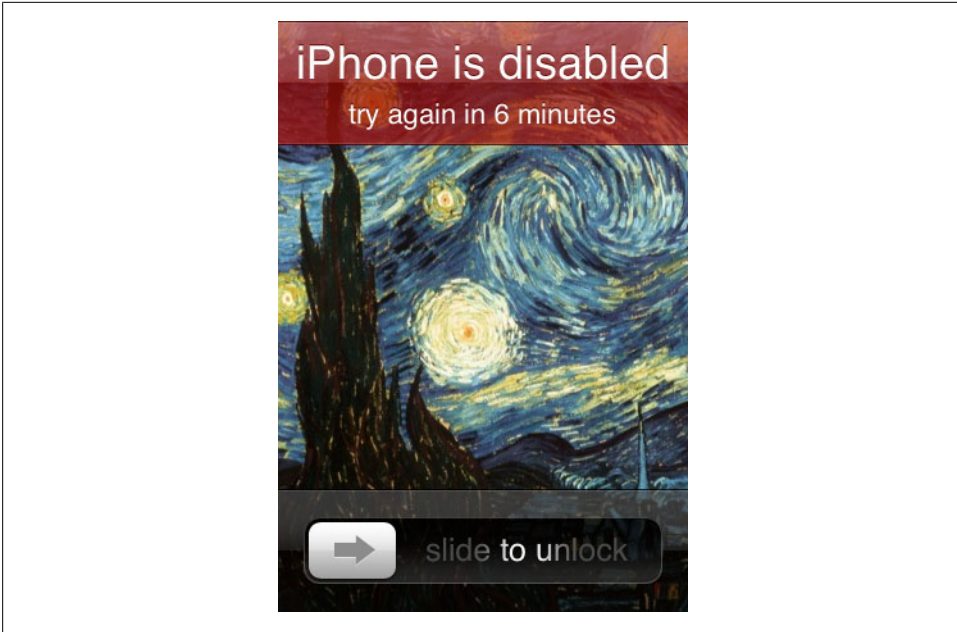 iPhone is disabled
try again in 6 minutes
slide to unlock